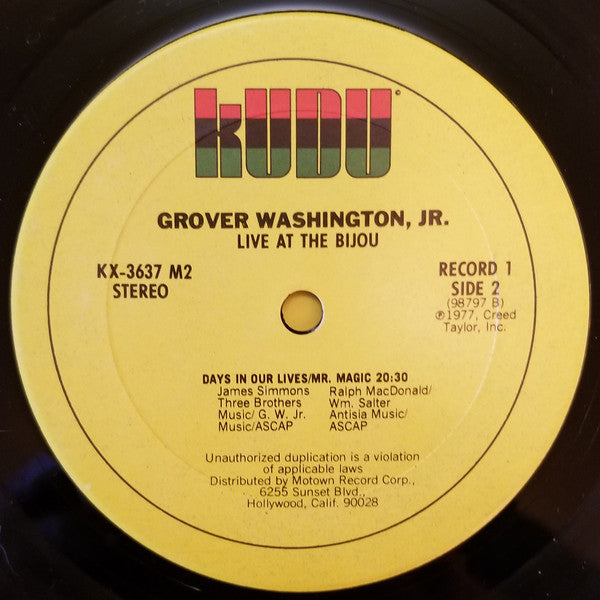 KUDU©
GROVER WASHINGTON, JR.
LIVE AT THE BIJOU
KX-3637 M2
STEREO
RECORD 1
SIDE 2
(98797 B)
℗1977, Creed
Taylor, Inc.
DAYS IN OUR LIVES/MR. MAGIC 20:30
James Simmons Ralph MacDonald/
Three Brothers Wm. Salter
Music/ G. W. Jr. Antisia Music/
Music/ASCAP ASCAP
Unauthorized duplication is a violation
of applicable laws
Distributed by Motown Record Corp.,
6255 Sunset Blvd.,
Hollywood, Calif. 90028